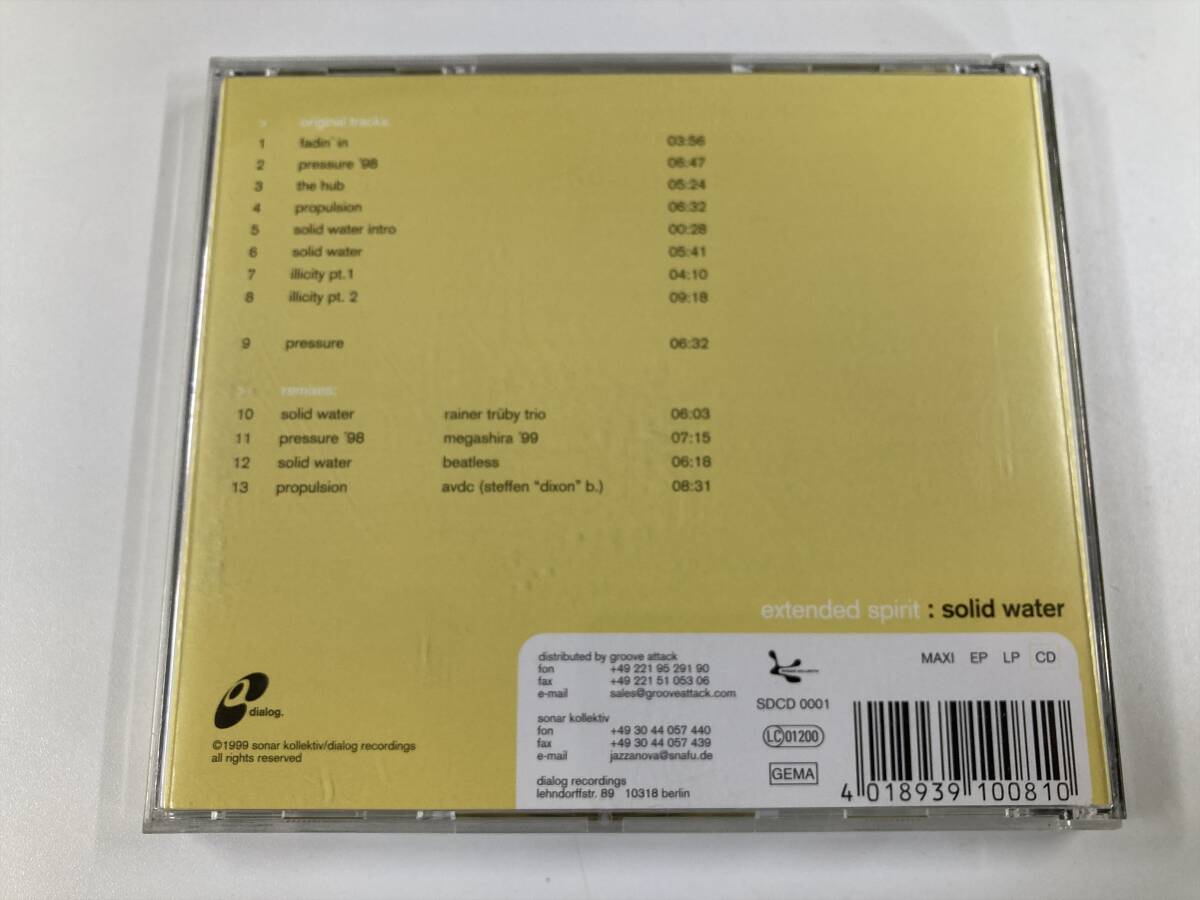 > original tracks:
1 fadin´ in 03:56
2 pressure ´98 06:47
3 the hub 05:24
4 propulsion 06:32
5 solid water intro 00:28
6 solid water 05:41
7 illicity pt.1 04:10
8 illicity pt. 2 09:18
9 pressure 06:32
> remixes:
10 solid water rainer trüby trio 06:03
11 pressure ´98 megashira ´99 07:15
12 solid water beatless 06:18
13 propulsion avdc (steffen “dixon” b.) 08:31
extended spirit : solid water
dialog.
©1999 sonar kollektiv/dialog recordings
all rights reserved
distributed by groove attack
fon +49 221 95 291 90
fax +49 221 51 053 06
e-mail sales@grooveattack.com
sonar kollektiv
fon +49 30 44 057 440
fax +49 30 44 057 439
e-mail jazzanova@snafu.de
dialog recordings
lehndorffstr. 89 10318 berlin
MAXI EP LP CD
SDCD 0001
LC 01200
GEMA
4 018939 100810